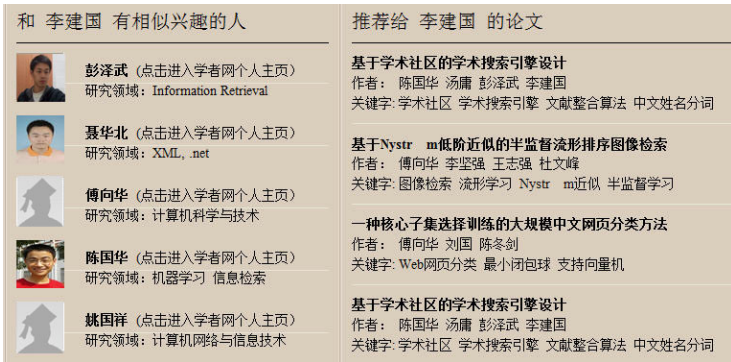 和 李建国 有相似兴趣的人
彭泽武 (点击进入学者网个人主页)
研究领域: Information Retrieval
聂华北 (点击进入学者网个人主页)
研究领域: XML, .net
傅向华 (点击进入学者网个人主页)
研究领域: 计算机科学与技术
陈国华 (点击进入学者网个人主页)
研究领域: 机器学习 信息检索
姚国祥 (点击进入学者网个人主页)
研究领域: 计算机网络与信息技术
推荐给 李建国 的论文
基于学术社区的学术搜索引擎设计
作者: 陈国华 汤庸 彭泽武 李建国
关键字: 学术社区 学术搜索引擎 文献整合算法 中文姓名分词
基于Nystr m低阶近似的半监督流形排序图像检索
作者: 傅向华 李坚强 王志强 杜文峰
关键字: 图像检索 流形学习 Nystr m近似 半监督学习
一种核心子集选择训练的大规模中文网页分类方法
作者: 傅向华 刘国 陈冬剑
关键字: Web网页分类 最小闭包球 支持向量机
基于学术社区的学术搜索引擎设计
作者: 陈国华 汤庸 彭泽武 李建国
关键字: 学术社区 学术搜索引擎 文献整合算法 中文姓名分词